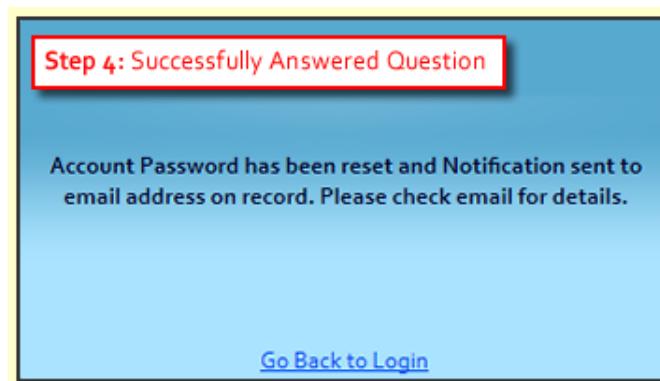 Step 4: Successfully Answered Question
Account Password has been reset and Notification sent to
email address on record. Please check email for details.
Go Back to Login